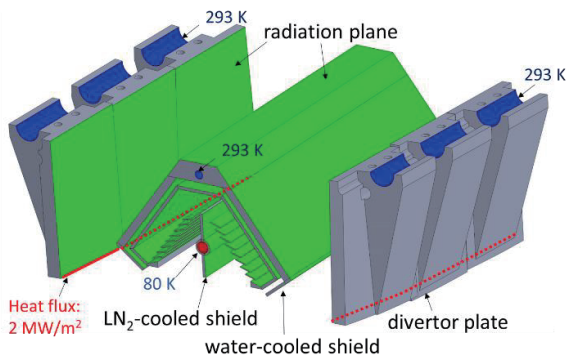 293 K
radiation plane
293 K
293 K
80 K
Heat flux:
2 MW/m²
LN₂-cooled shield
water-cooled shield
divertor plate